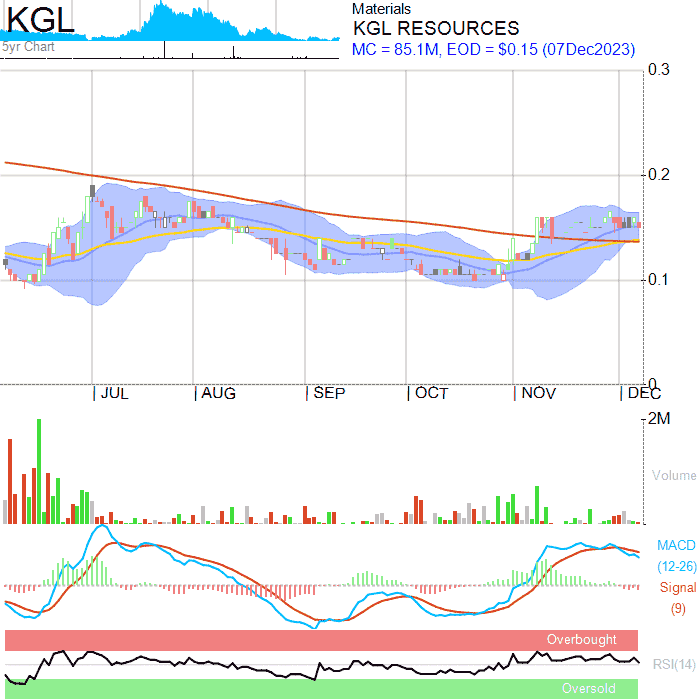 KGL
5yr Chart
Materials
KGL RESOURCES
MC = 85.1M, EOD = $0.15 (07Dec2023)
0.3
0.2
0.1
0
JUL
AUG
SEP
OCT
NOV
DEC
2M
Volume
MACD
(12-26)
Signal
(9)
Overbought
RSI(14)
Oversold